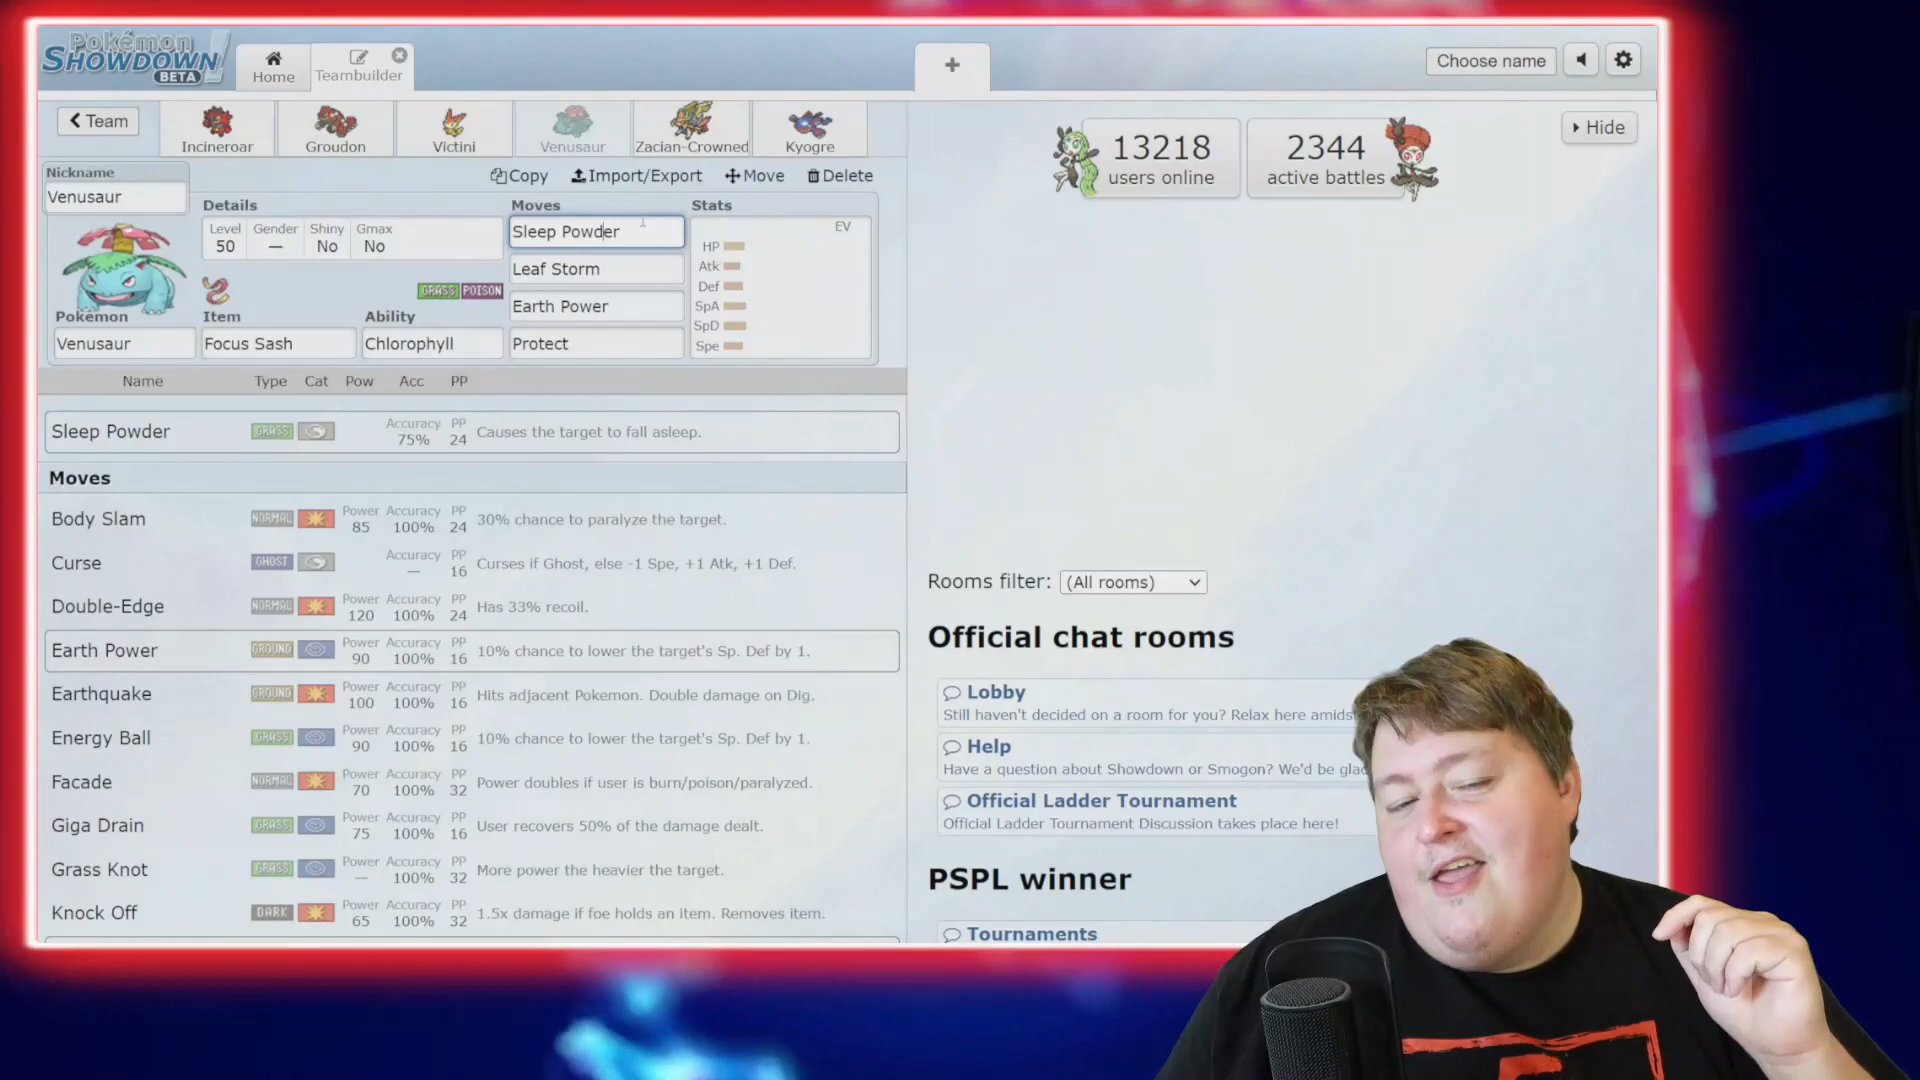 Pokémon
SHOWDOWN!
BETA
Home
Teambuilder
+
Choose name
Team
Incineroar
Groudon
Victini
Venusaur
Zacian-Crowned
Kyogre
13218
users online
2344
active battles
Hide
Nickname
Venusaur
Copy
Import/Export
Move
Delete
Details
Level
50
Gender
—
Shiny
No
Gmax
No
GRASS POISON
Pokémon
Venusaur
Item
Focus Sash
Ability
Chlorophyll
Moves
Sleep Powder
Leaf Storm
Earth Power
Protect
Stats
EV
HP
Atk
Def
SpA
SpD
Spe
Name Type Cat Pow Acc PP
Sleep Powder GRASS Accuracy 75% PP 24 Causes the target to fall asleep.
Moves
Body Slam NORMAL Power 85 Accuracy 100% PP 24 30% chance to paralyze the target.
Curse GHOST Accuracy — PP 16 Curses if Ghost, else -1 Spe, +1 Atk, +1 Def.
Double-Edge NORMAL Power 120 Accuracy 100% PP 24 Has 33% recoil.
Earth Power GROUND Power 90 Accuracy 100% PP 16 10% chance to lower the target's Sp. Def by 1.
Earthquake GROUND Power 100 Accuracy 100% PP 16 Hits adjacent Pokemon. Double damage on Dig.
Energy Ball GRASS Power 90 Accuracy 100% PP 16 10% chance to lower the target's Sp. Def by 1.
Facade NORMAL Power 70 Accuracy 100% PP 32 Power doubles if user is burn/poison/paralyzed.
Giga Drain GRASS Power 75 Accuracy 100% PP 16 User recovers 50% of the damage dealt.
Grass Knot GRASS Power — Accuracy 100% PP 32 More power the heavier the target.
Knock Off DARK Power 65 Accuracy 100% PP 32 1.5x damage if foe holds an item. Removes item.
Rooms filter: (All rooms)
Official chat rooms
Lobby
Still haven't decided on a room for you? Relax here amidst
Help
Have a question about Showdown or Smogon? We'd be glad
Official Ladder Tournament
Official Ladder Tournament Discussion takes place here!
PSPL winner
Tournaments